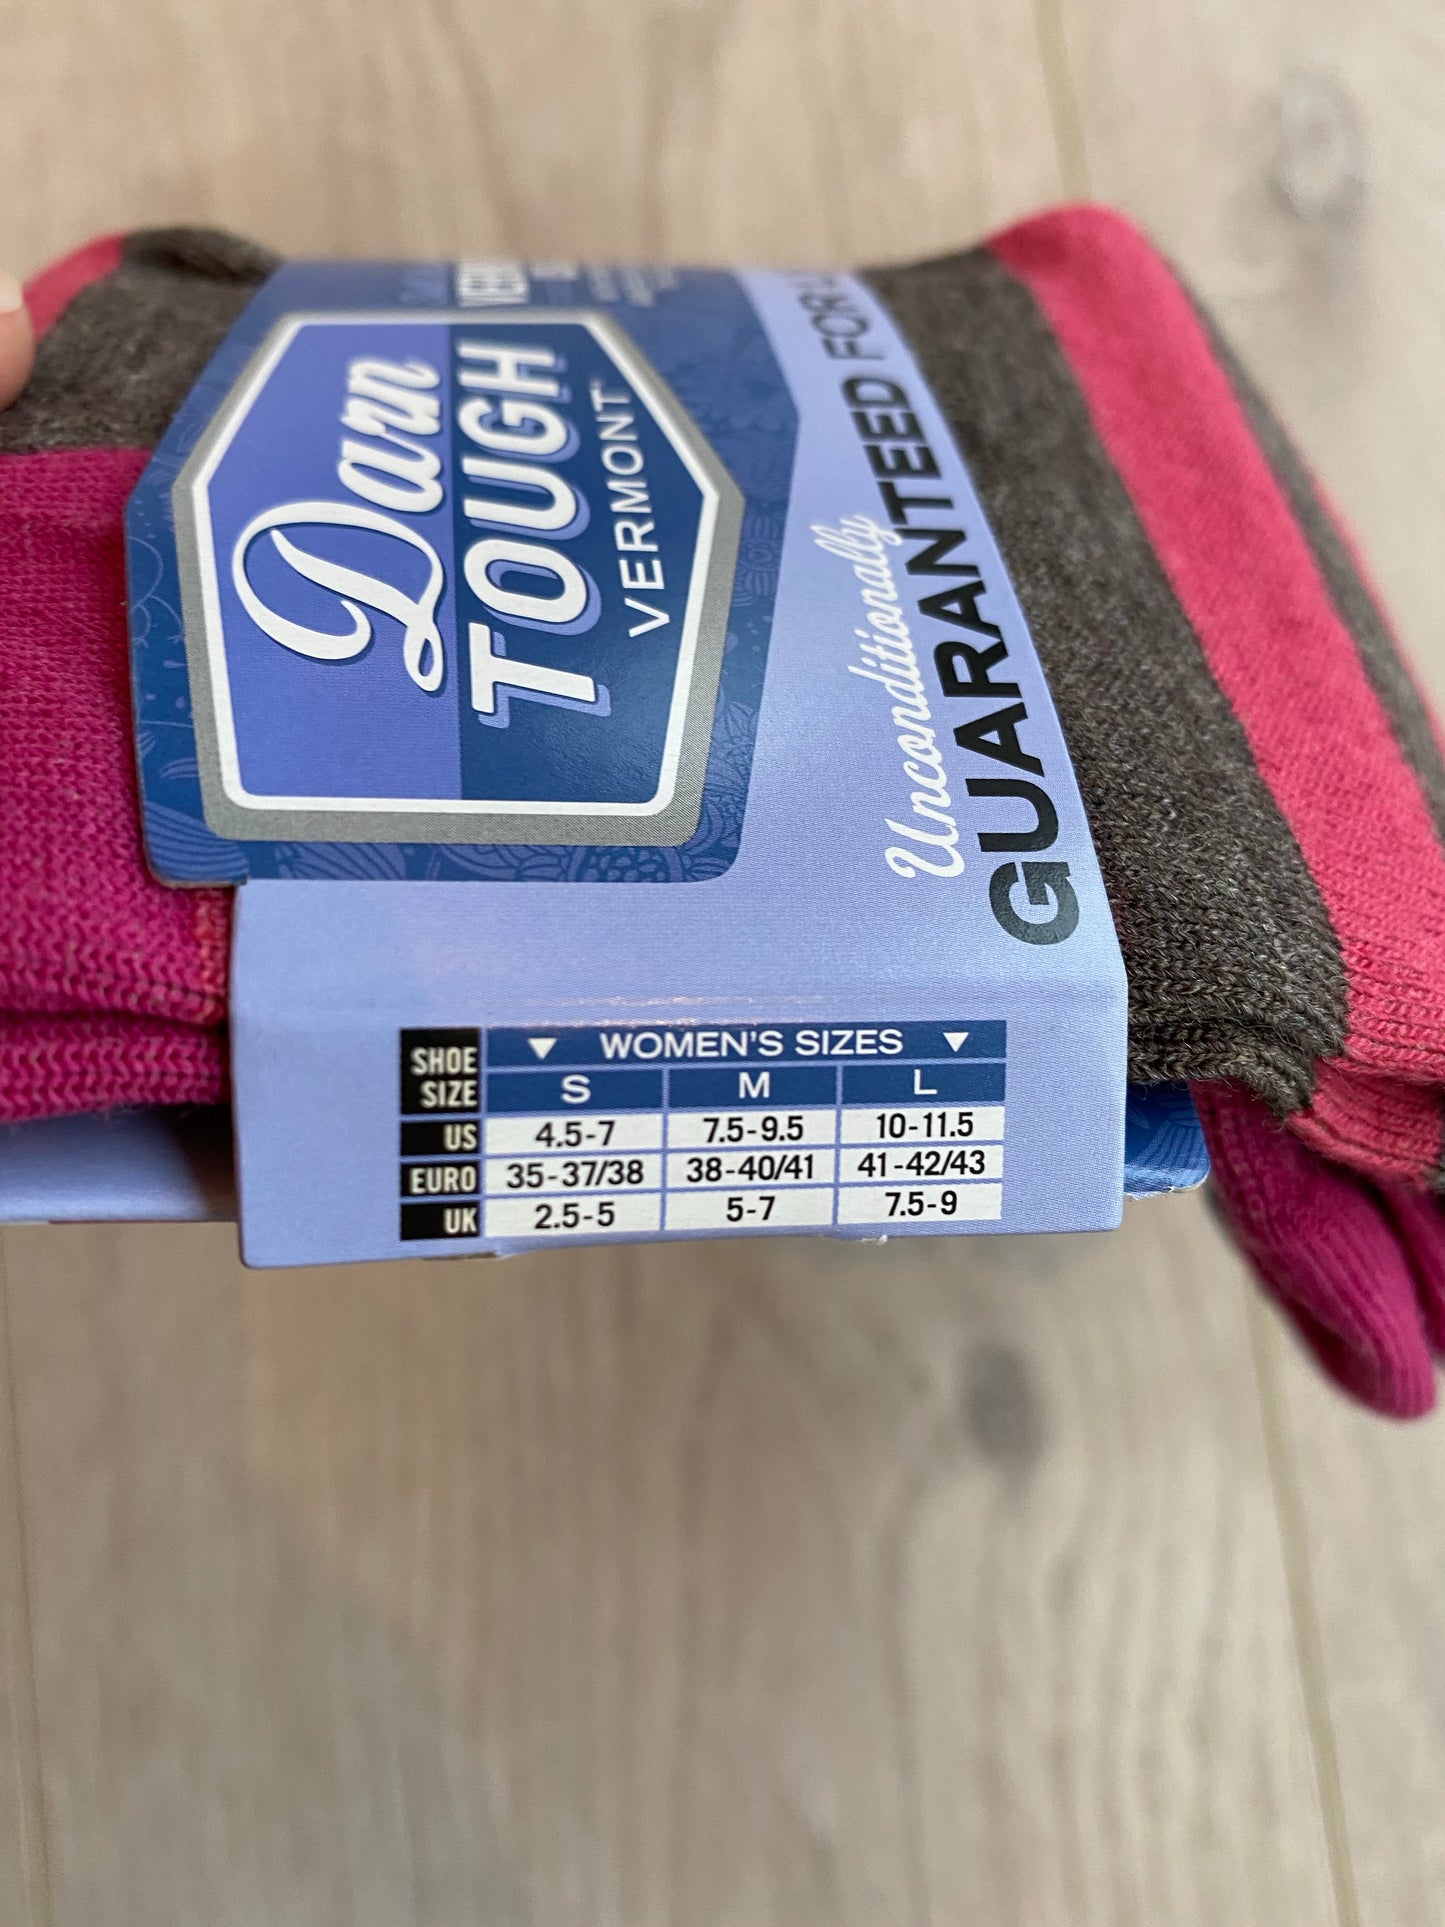 Darn
TOUGH
VERMONT
Unconditionally
GUARANTEED FOR
SHOE SIZE ▼ WOMEN'S SIZES ▼
S M L
US 4.5-7 7.5-9.5 10-11.5
EURO 35-37/38 38-40/41 41-42/43
UK 2.5-5 5-7 7.5-9